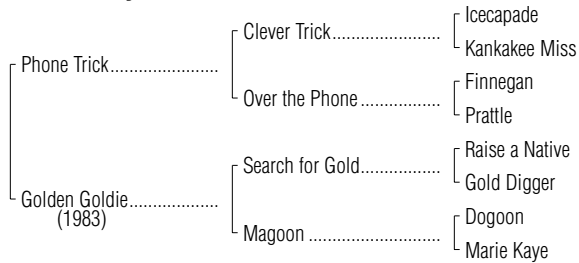 Icecapade
Clever Trick....................
Kankakee Miss
Phone Trick....................
Finnegan
Over the Phone ...............
Prattle
Raise a Native
Search for Gold...............
Gold Digger
Golden Goldie.................
(1983)
Dogoon
Magoon .........................
Marie Kaye